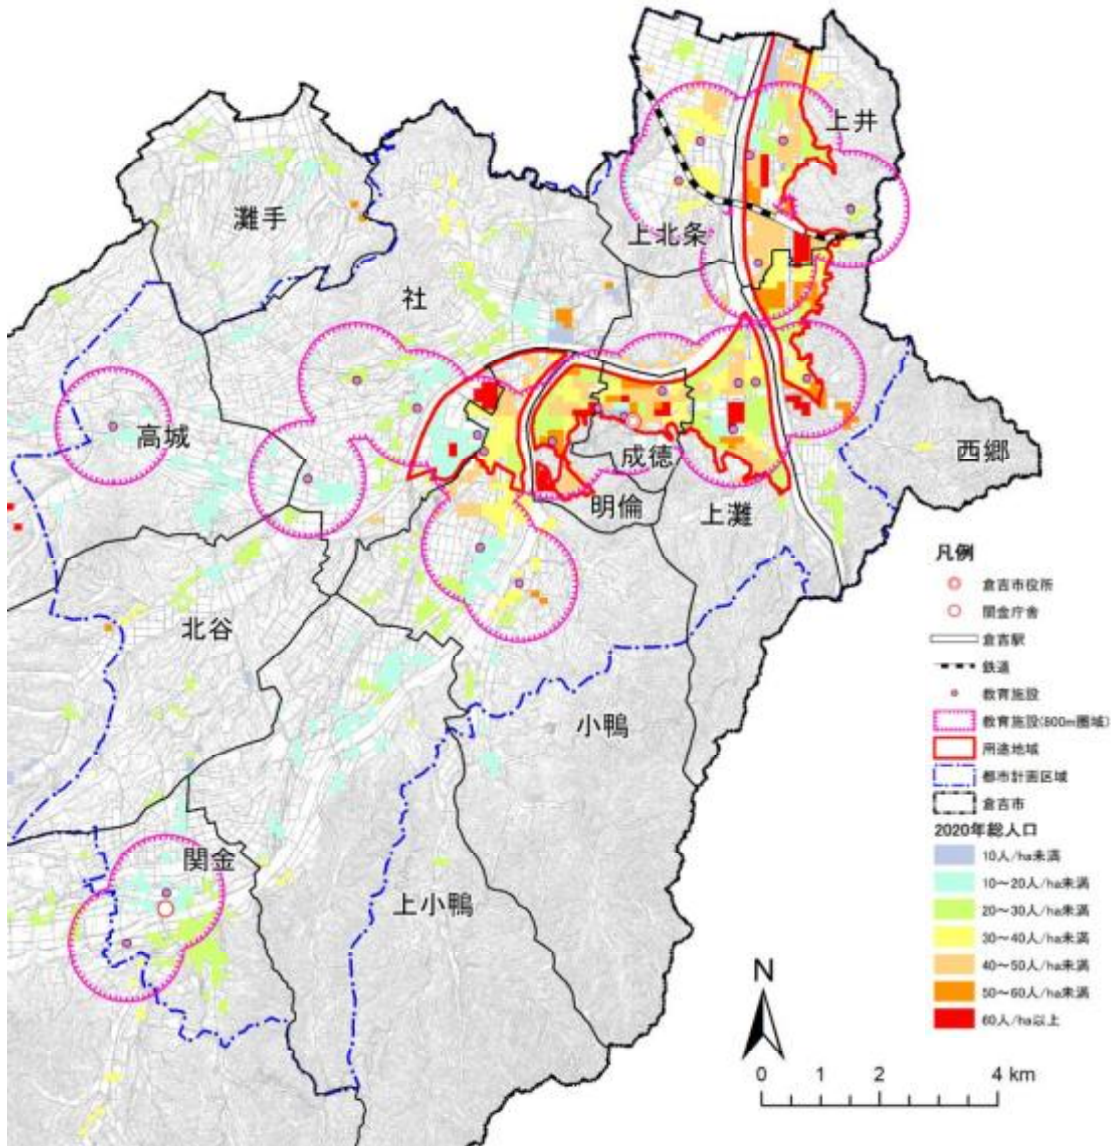 上井
灘手
上北条
社
高城
成徳
西郷
明倫
上灘
北谷
小鴨
関金
上小鴨
凡例
倉吉市役所
関金庁舎
倉吉駅
鉄道
教育施設
教育施設(800m圏域)
用途地域
都市計画区域
倉吉市
2020年総人口
10人/ha未満
10～20人/ha未満
20～30人/ha未満
30～40人/ha未満
40～50人/ha未満
50～60人/ha未満
60人/ha以上
N
0 1 2 4 km